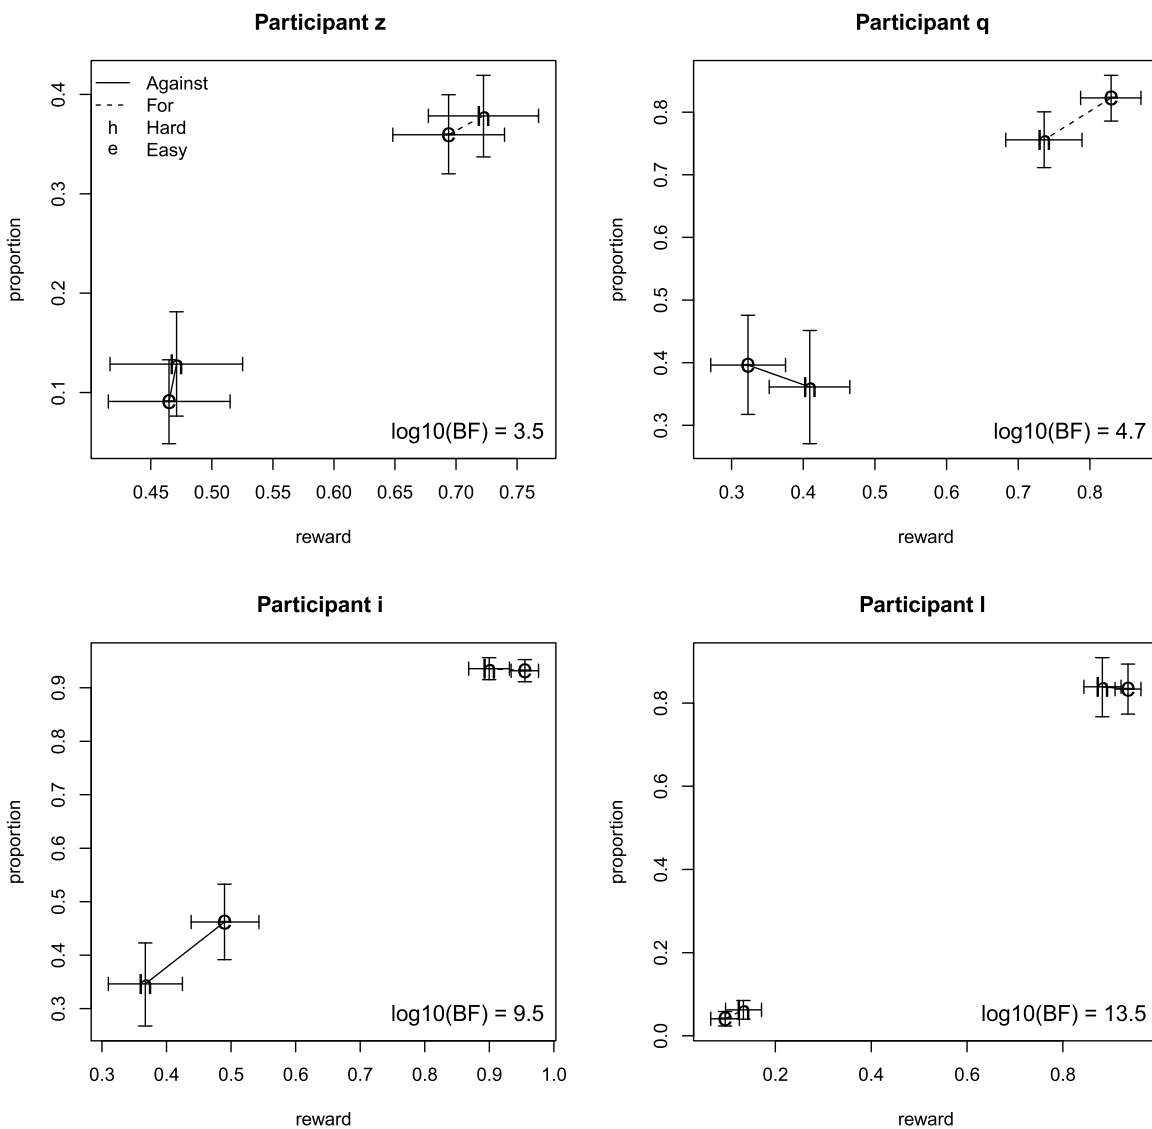 Participant z
Against
For
h Hard
e Easy
h
e
h
e
log10(BF) = 3.5
0.4
0.3
0.2
0.1
proportion
0.45 0.50 0.55 0.60 0.65 0.70 0.75
reward
Participant q
e
h
e
h
log10(BF) = 4.7
0.8
0.7
0.6
0.5
0.4
0.3
proportion
0.3 0.4 0.5 0.6 0.7 0.8
reward
Participant i
h e
e
h
log10(BF) = 9.5
0.9
0.8
0.7
0.6
0.5
0.4
0.3
proportion
0.3 0.4 0.5 0.6 0.7 0.8 0.9 1.0
reward
Participant l
h e
e h
log10(BF) = 13.5
0.8
0.6
0.4
0.2
0.0
proportion
0.2 0.4 0.6 0.8
reward